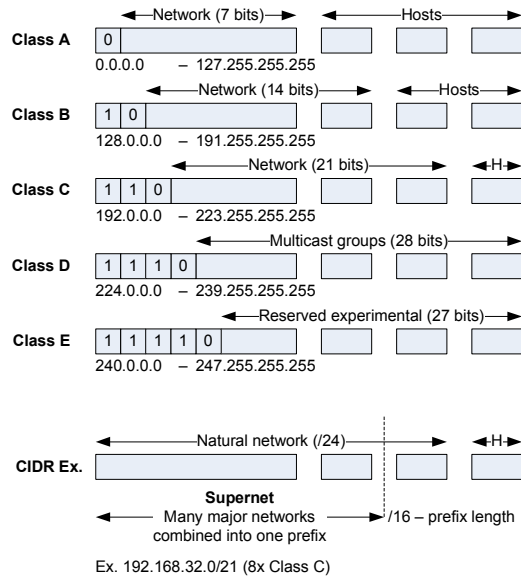 Network (7 bits) Hosts
Class A 0
0.0.0.0 – 127.255.255.255
Network (14 bits) Hosts
Class B 1 0
128.0.0.0 – 191.255.255.255
Network (21 bits) H
Class C 1 1 0
192.0.0.0 – 223.255.255.255
Multicast groups (28 bits)
Class D 1 1 1 0
224.0.0.0 – 239.255.255.255
Reserved experimental (27 bits)
Class E 1 1 1 1 0
240.0.0.0 – 247.255.255.255
Natural network (/24) H
CIDR Ex.
Supernet
Many major networks /16 – prefix length
combined into one prefix
Ex. 192.168.32.0/21 (8x Class C)